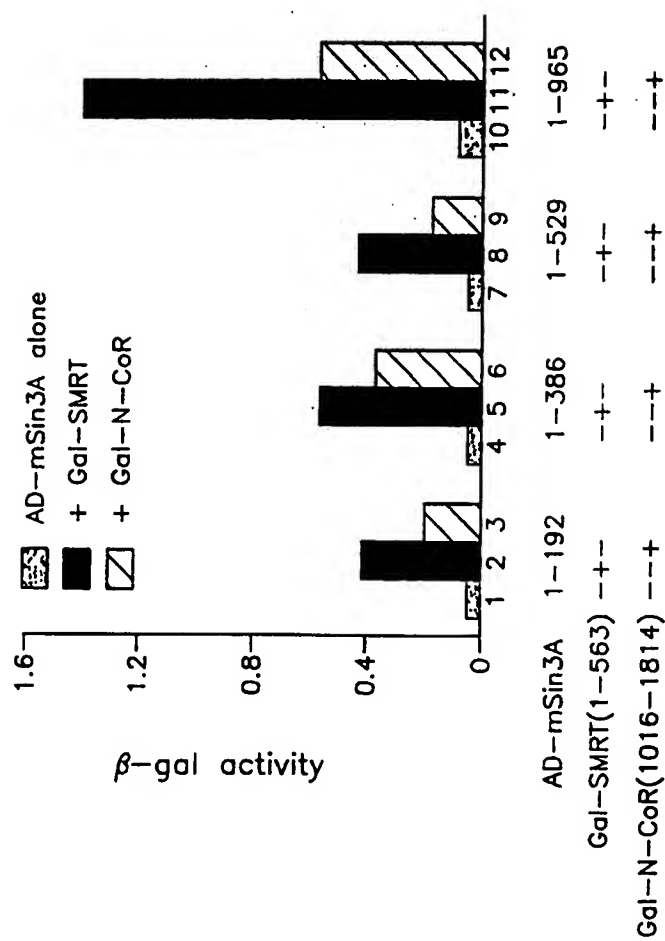 AD-mSin3A alone
+ Gal-SMRT
+ Gal-N-CoR
β-gal activity
1.6
1.2
0.8
0.4
0
1 2 3 4 5 6 7 8 9 10 11 12
AD-mSin3A 1-192 1-386 1-529 1-965
Gal-SMRT(1-563) -+- -+- -+- -+-
Gal-N-CoR(1016-1814) --+ --+ --+ --+